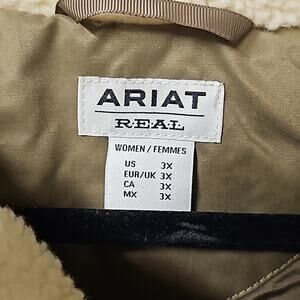 ARIAT
REAL
WOMEN / FEMMES
US 3X
EUR/UK 3X
CA 3X
MX 3X